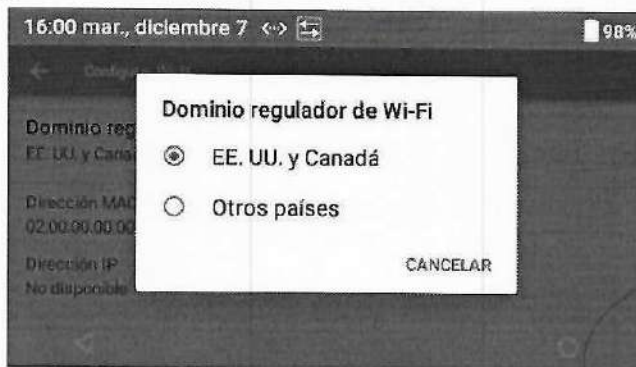 16:00 mar., diciembre 7
98%
Configu
Dominio regulador de Wi-Fi
Dominio reg
EE. UU. y Cana
EE. UU. y Canadá
Otros países
Dirección MAC
02:00:00:00:00
CANCELAR
Dirección IP
No disponible